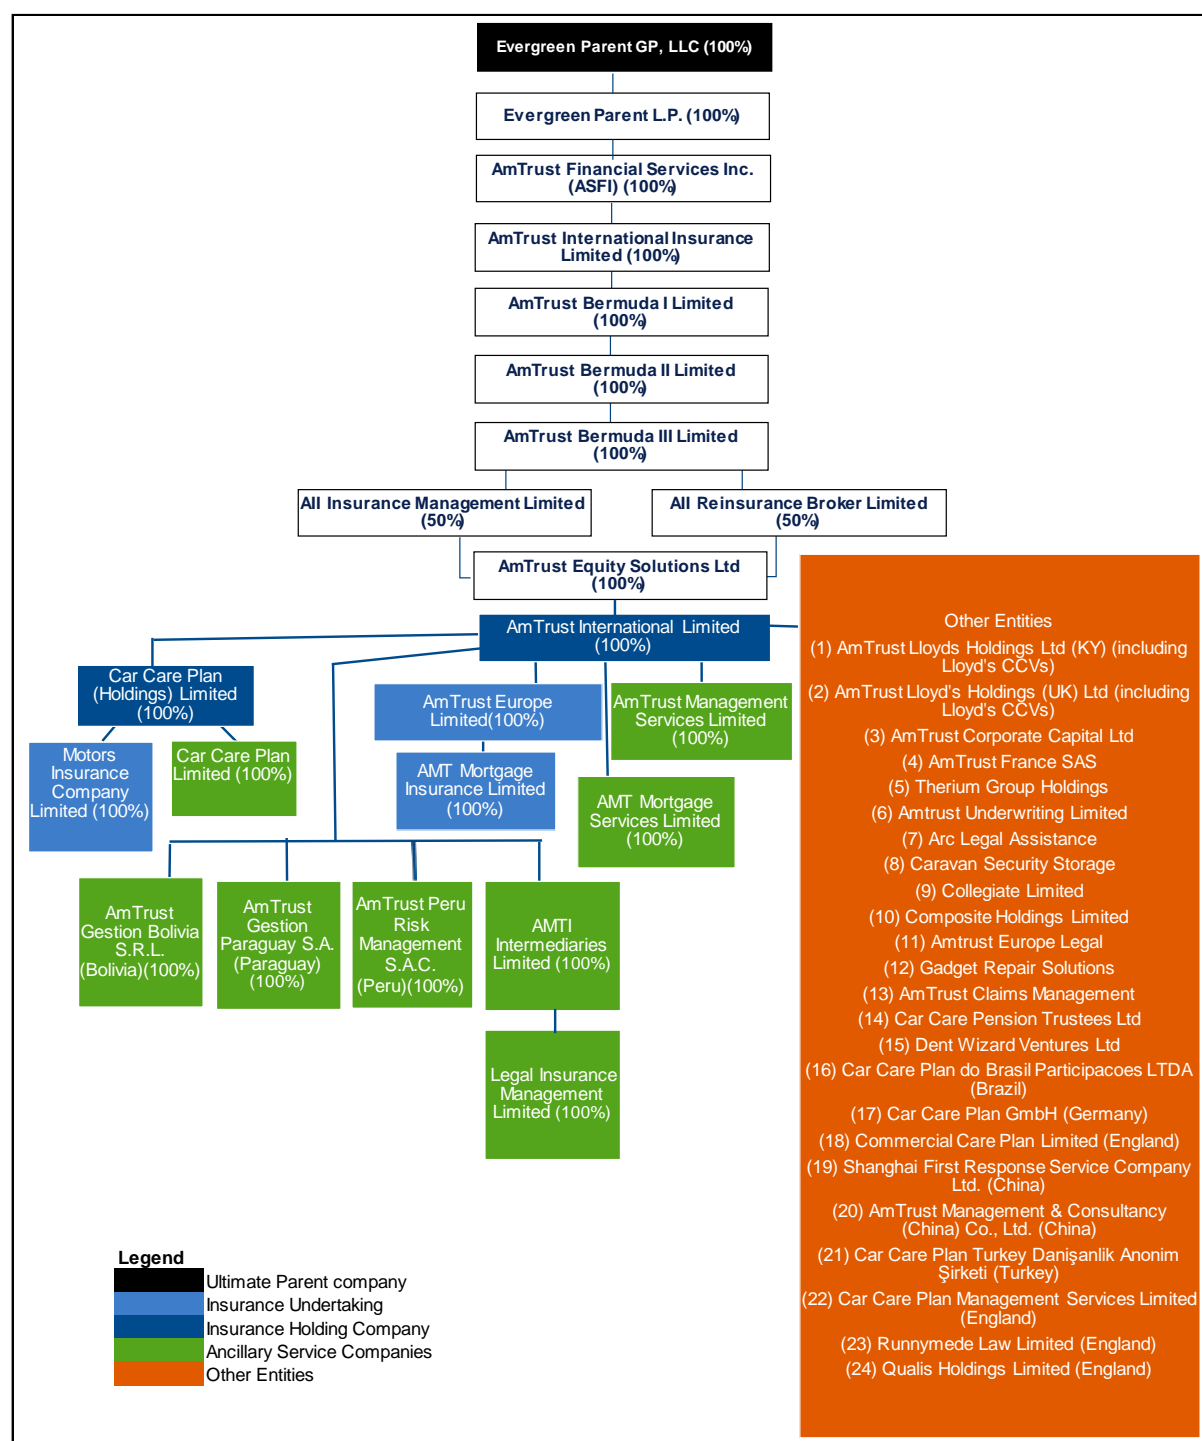 Evergreen Parent GP, LLC (100%)
Evergreen Parent L.P. (100%)
AmTrust Financial Services Inc.
(ASFI) (100%)
AmTrust International Insurance
Limited (100%)
AmTrust Bermuda I Limited
(100%)
AmTrust Bermuda II Limited
(100%)
AmTrust Bermuda III Limited
(100%)
AII Insurance Management Limited
(50%)
AII Reinsurance Broker Limited
(50%)
AmTrust Equity Solutions Ltd
(100%)
AmTrust International Limited
(100%)
Car Care Plan
(Holdings) Limited
(100%)
AmTrust Europe
Limited(100%)
AmTrust Management
Services Limited
(100%)
Motors
Insurance
Company
Limited (100%)
Car Care Plan
Limited (100%)
AMT Mortgage
Insurance Limited
(100%)
AMT Mortgage
Services Limited
(100%)
AmTrust
Gestion Bolivia
S.R.L.
(Bolivia)(100%)
AmTrust
Gestion
Paraguay S.A.
(Paraguay)
(100%)
AmTrust Peru
Risk
Management
S.A.C.
(Peru)(100%)
AMTI
Intermediaries
Limited (100%)
Legal Insurance
Management
Limited (100%)
Other Entities
(1) AmTrust Lloyds Holdings Ltd (KY) (including
Lloyd's CCVs)
(2) AmTrust Lloyd's Holdings (UK) Ltd (including
Lloyd's CCVs)
(3) AmTrust Corporate Capital Ltd
(4) AmTrust France SAS
(5) Therium Group Holdings
(6) Amtrust Underwriting Limited
(7) Arc Legal Assistance
(8) Caravan Security Storage
(9) Collegiate Limited
(10) Composite Holdings Limited
(11) Amtrust Europe Legal
(12) Gadget Repair Solutions
(13) AmTrust Claims Management
(14) Car Care Pension Trustees Ltd
(15) Dent Wizard Ventures Ltd
(16) Car Care Plan do Brasil Participacoes LTDA
(Brazil)
(17) Car Care Plan GmbH (Germany)
(18) Commercial Care Plan Limited (England)
(19) Shanghai First Response Service Company
Ltd. (China)
(20) AmTrust Management & Consultancy
(China) Co., Ltd. (China)
(21) Car Care Plan Turkey Danişanlik Anonim
Şirketi (Turkey)
(22) Car Care Plan Management Services Limited
(England)
(23) Runnymede Law Limited (England)
(24) Qualis Holdings Limited (England)
Legend
Ultimate Parent company
Insurance Undertaking
Insurance Holding Company
Ancillary Service Companies
Other Entities